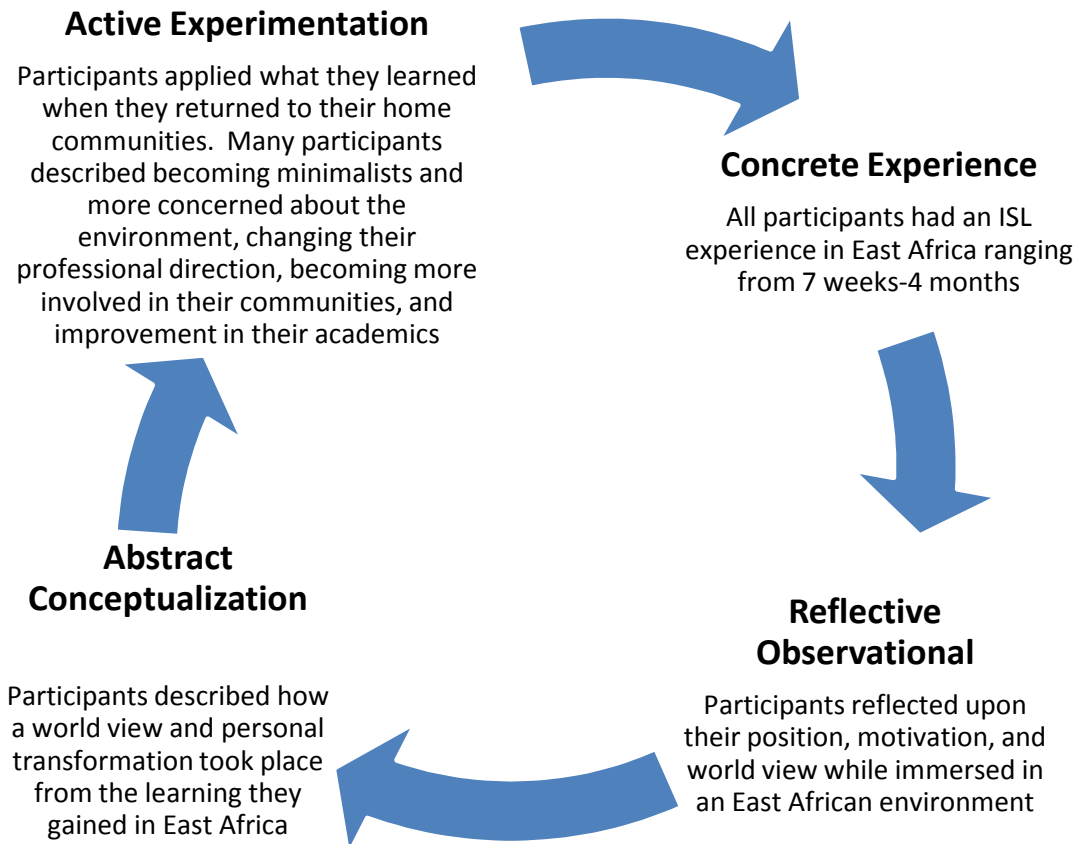 Active Experimentation
Participants applied what they learned
when they returned to their home
communities.  Many participants
described becoming minimalists and
more concerned about the
environment, changing their
professional direction, becoming more
involved in their communities, and
improvement in their academics
Concrete Experience
All participants had an ISL
experience in East Africa ranging
from 7 weeks-4 months
Reflective
Observational
Participants reflected upon
their position, motivation, and
world view while immersed in
an East African environment
Abstract
Conceptualization
Participants described how
a world view and personal
transformation took place
from the learning they
gained in East Africa